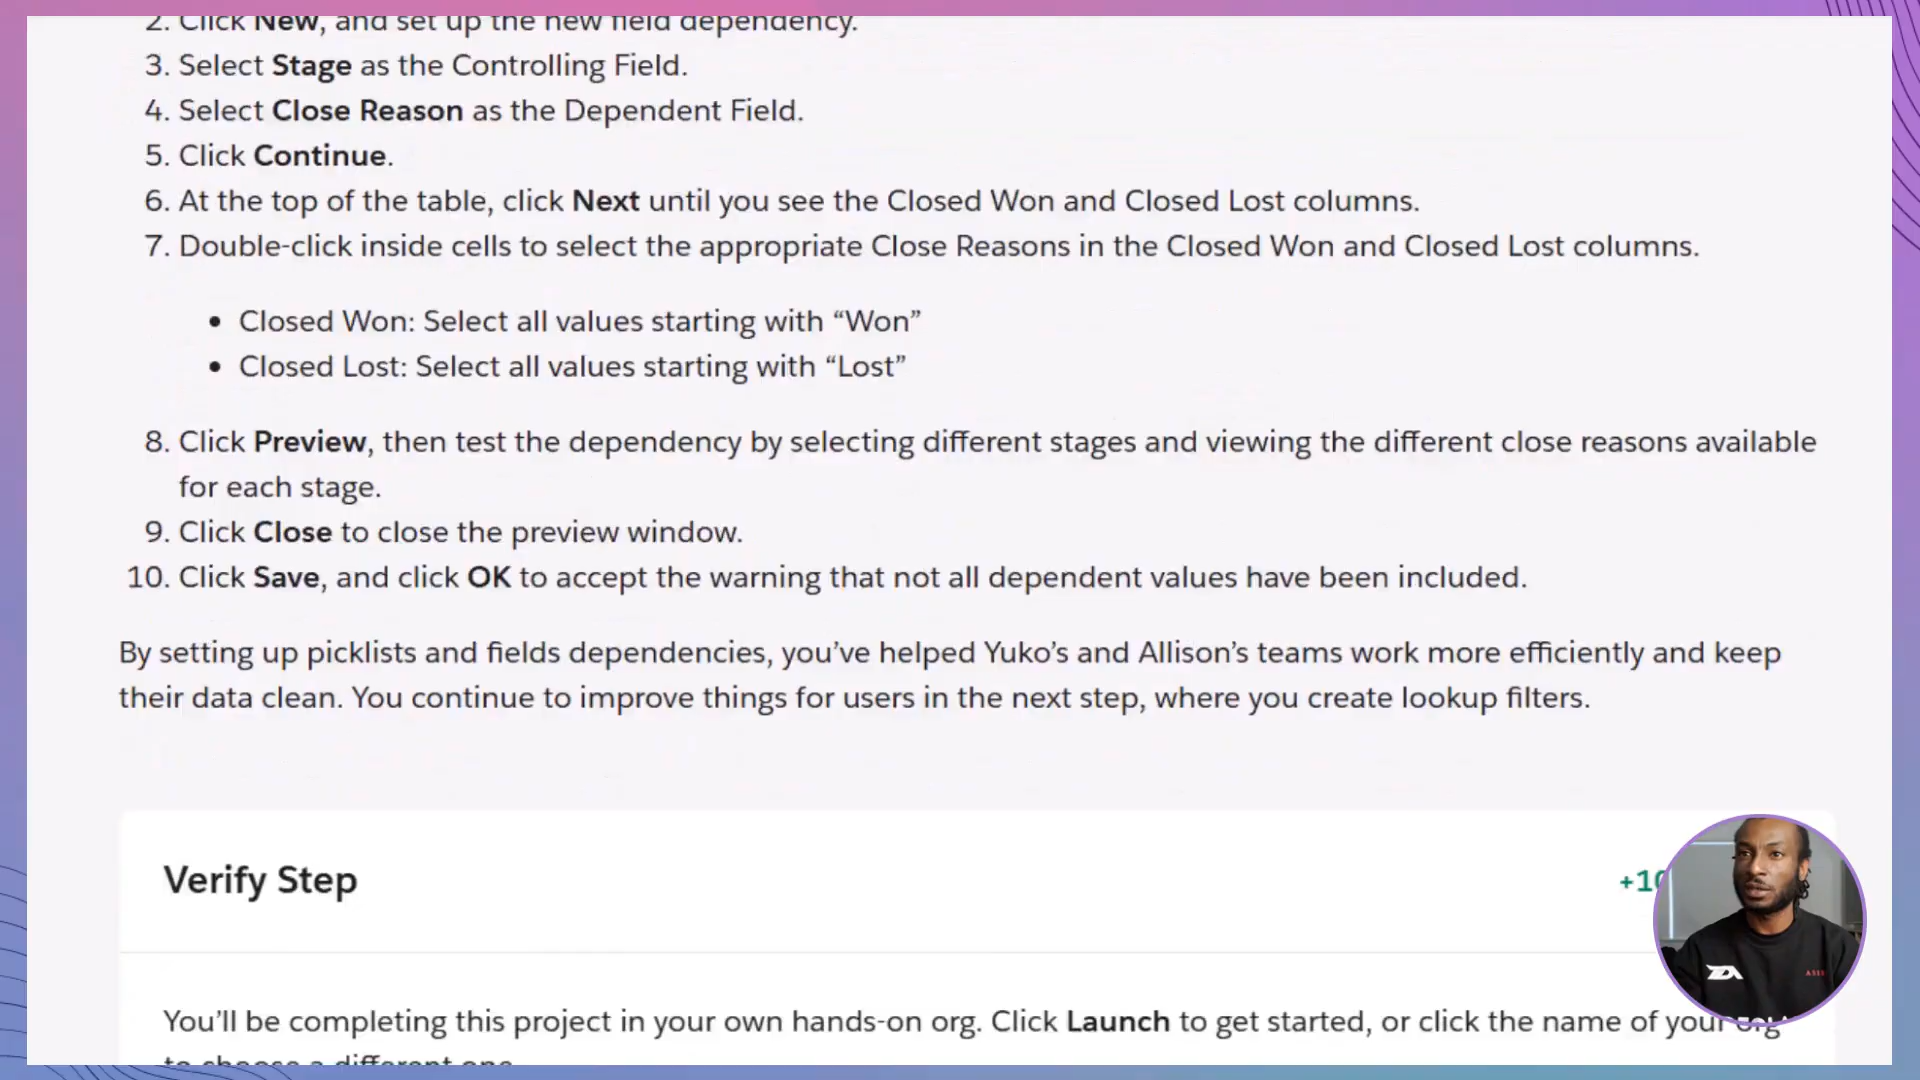 2. Click New, and set up the new field dependency.
3. Select Stage as the Controlling Field.
4. Select Close Reason as the Dependent Field.
5. Click Continue.
6. At the top of the table, click Next until you see the Closed Won and Closed Lost columns.
7. Double-click inside cells to select the appropriate Close Reasons in the Closed Won and Closed Lost columns.
• Closed Won: Select all values starting with “Won”
• Closed Lost: Select all values starting with “Lost”
8. Click Preview, then test the dependency by selecting different stages and viewing the different close reasons available
for each stage.
9. Click Close to close the preview window.
10. Click Save, and click OK to accept the warning that not all dependent values have been included.
By setting up picklists and fields dependencies, you’ve helped Yuko’s and Allison’s teams work more efficiently and keep
their data clean. You continue to improve things for users in the next step, where you create lookup filters.
Verify Step
You’ll be completing this project in your own hands-on org. Click Launch to get started, or click the name of your org
to choose a different one.